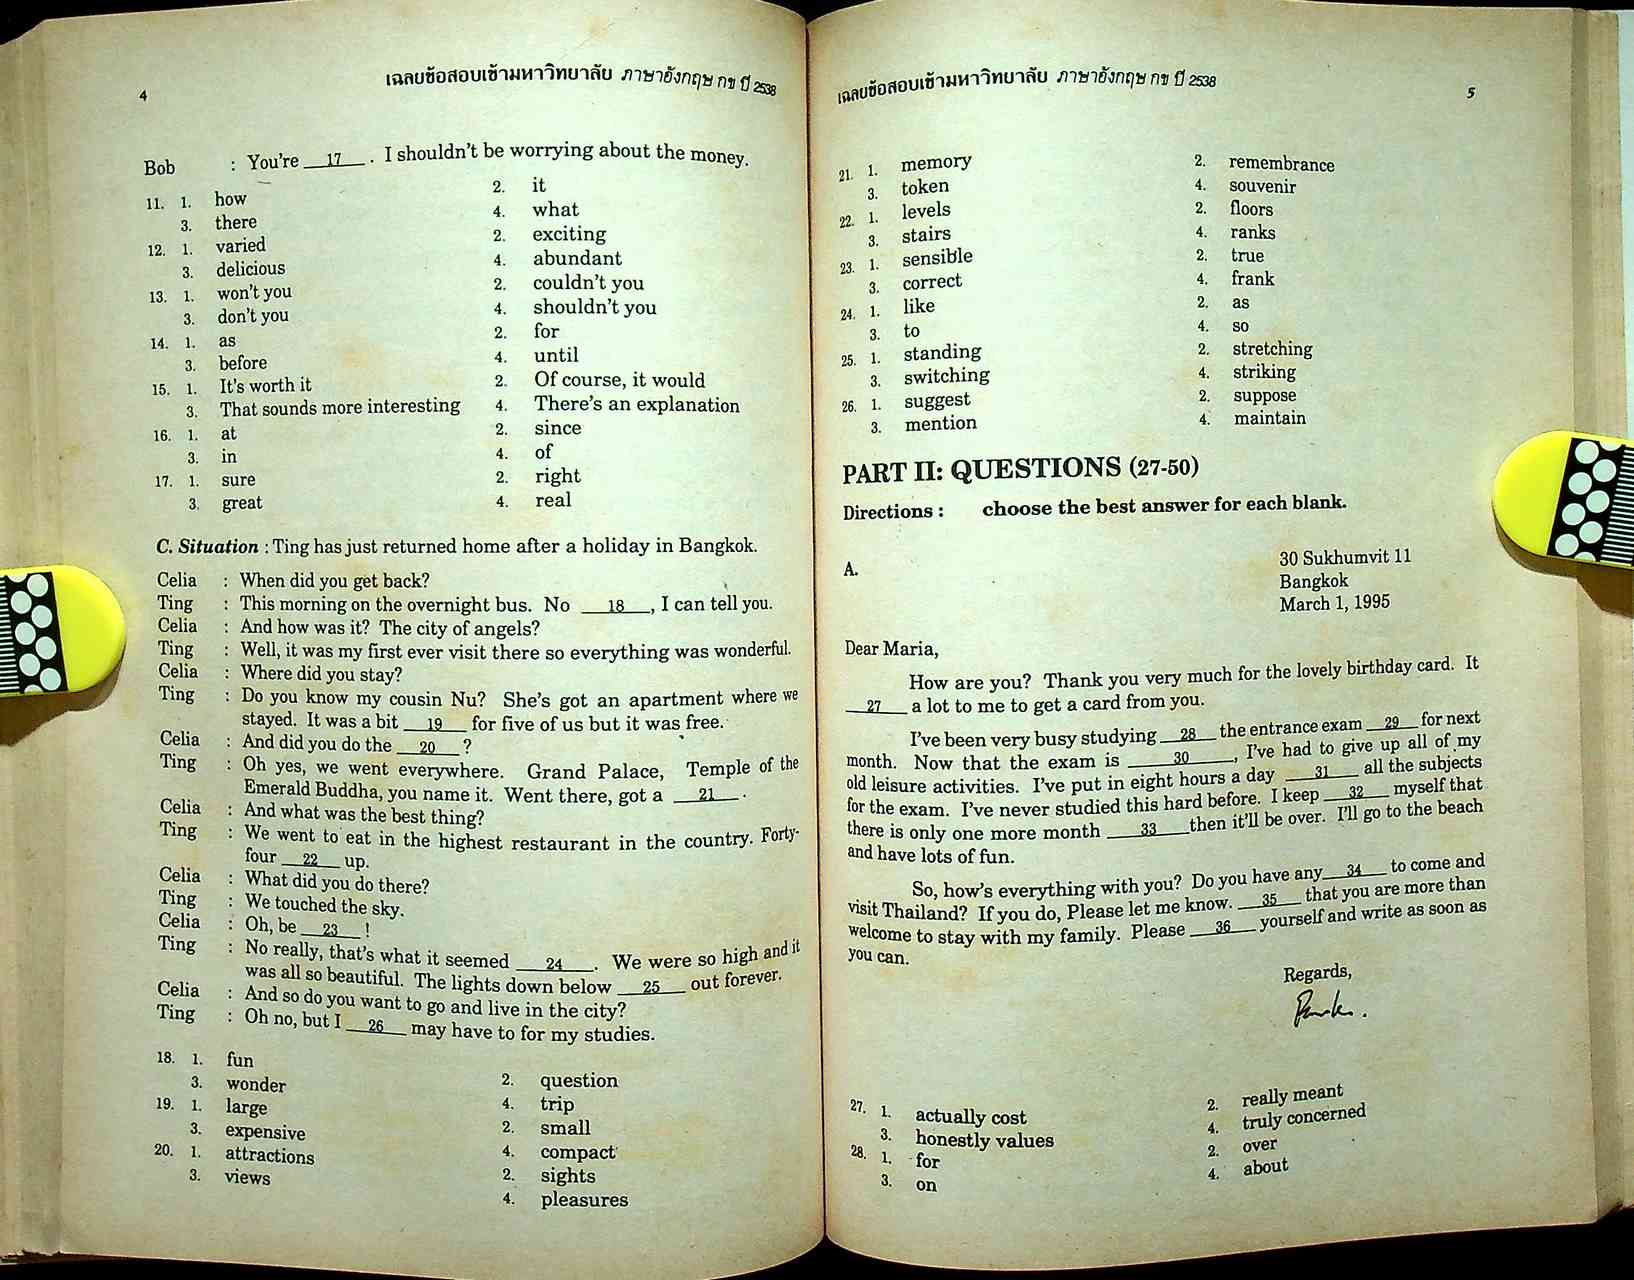 4
เฉลยข้อสอบเข้ามหาวิทยาลัย ภาษาอังกฤษ กข ปี 2538
Bob : You're 17 . I shouldn't be worrying about the money.
11. 1. how 2. it
3. there 4. what
12. 1. varied 2. exciting
3. delicious 4. abundant
13. 1. won't you 2. couldn't you
3. don't you 4. shouldn't you
14. 1. as 2. for
3. before 4. until
15. 1. It's worth it 2. Of course, it would
3. That sounds more interesting 4. There's an explanation
16. 1. at 2. since
3. in 4. of
17. 1. sure 2. right
3. great 4. real
C. Situation : Ting has just returned home after a holiday in Bangkok.
Celia : When did you get back?
Ting : This morning on the overnight bus. No 18 , I can tell you.
Celia : And how was it? The city of angels?
Ting : Well, it was my first ever visit there so everything was wonderful.
Celia : Where did you stay?
Ting : Do you know my cousin Nu? She's got an apartment where we
stayed. It was a bit 19 for five of us but it was free.
Celia : And did you do the 20 ?
Ting : Oh yes, we went everywhere. Grand Palace, Temple of the
Emerald Buddha, you name it. Went there, got a 21 .
Celia : And what was the best thing?
Ting : We went to eat in the highest restaurant in the country. Forty-
four 22 up.
Celia : What did you do there?
Ting : We touched the sky.
Celia : Oh, be 23 !
Ting : No really, that's what it seemed 24 . We were so high and it
was all so beautiful. The lights down below 25 out forever.
Celia : And so do you want to go and live in the city?
Ting : Oh no, but I 26 may have to for my studies.
18. 1. fun 2. question
3. wonder 4. trip
19. 1. large 2. small
3. expensive 4. compact
20. 1. attractions 2. sights
3. views 4. pleasures
เฉลยข้อสอบเข้ามหาวิทยาลัย ภาษาอังกฤษ กข ปี 2538
5
21. 1. memory 2. remembrance
3. token 4. souvenir
22. 1. levels 2. floors
3. stairs 4. ranks
23. 1. sensible 2. true
3. correct 4. frank
24. 1. like 2. as
3. to 4. so
25. 1. standing 2. stretching
3. switching 4. striking
26. 1. suggest 2. suppose
3. mention 4. maintain
PART II: QUESTIONS (27-50)
Directions : choose the best answer for each blank.
A.
30 Sukhumvit 11
Bangkok
March 1, 1995
Dear Maria,
How are you? Thank you very much for the lovely birthday card. It
27 a lot to me to get a card from you.
I've been very busy studying 28 the entrance exam 29 for next
month. Now that the exam is 30 , I've had to give up all of my
old leisure activities. I've put in eight hours a day 31 all the subjects
for the exam. I've never studied this hard before. I keep 32 myself that
there is only one more month 33 then it'll be over. I'll go to the beach
and have lots of fun.
So, how's everything with you? Do you have any 34 to come and
visit Thailand? If you do, Please let me know. 35 that you are more than
welcome to stay with my family. Please 36 yourself and write as soon as
you can.
Regards,
27. 1. actually cost 2. really meant
3. honestly values 4. truly concerned
28. 1. for 2. over
3. on 4. about